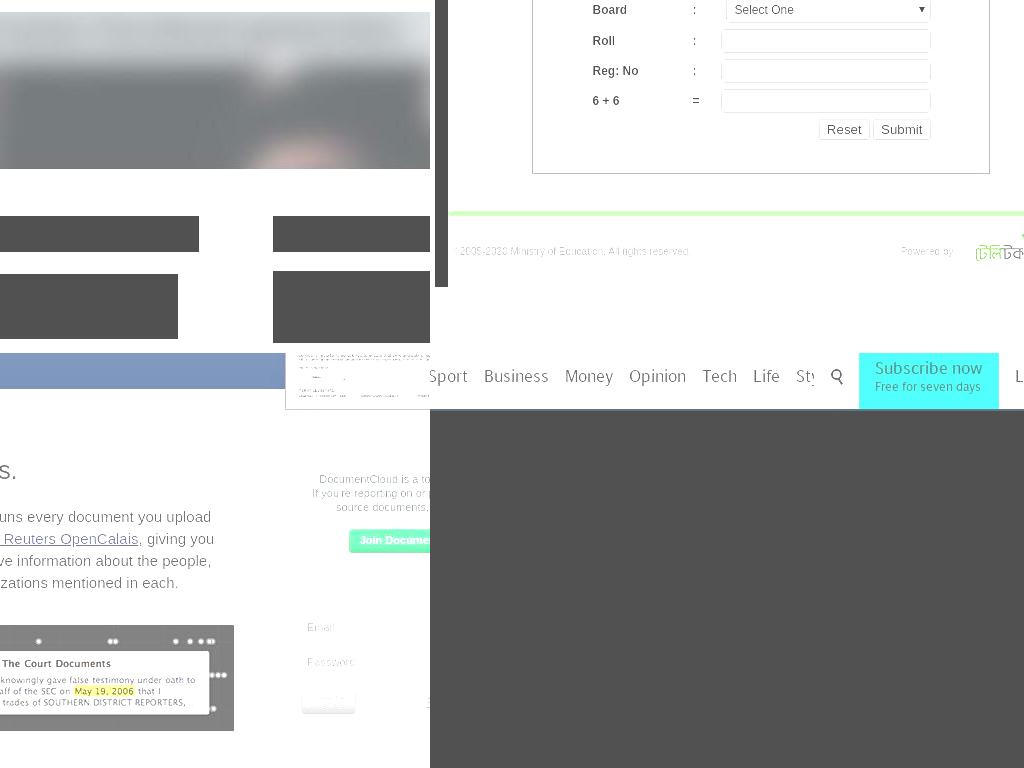 Board : Select One
Roll :
Reg: No :
6 + 6 =
Reset Submit
2005-2020 Ministry of Education, All rights reserved.
Powered by
টেলিটক
Sport Business Money Opinion Tech Life Sty
Subscribe now
Free for seven days
L
s.
uns every document you upload
Reuters OpenCalais, giving you
ve information about the people,
zations mentioned in each.
The Court Documents
knowingly gave false testimony under oath to
aff of the SEC on May 19, 2006 that I
trades of SOUTHERN DISTRICT REPORTERS,
DocumentCloud is a to
If you're reporting on or
source documents,
Join Docume
Email
Password